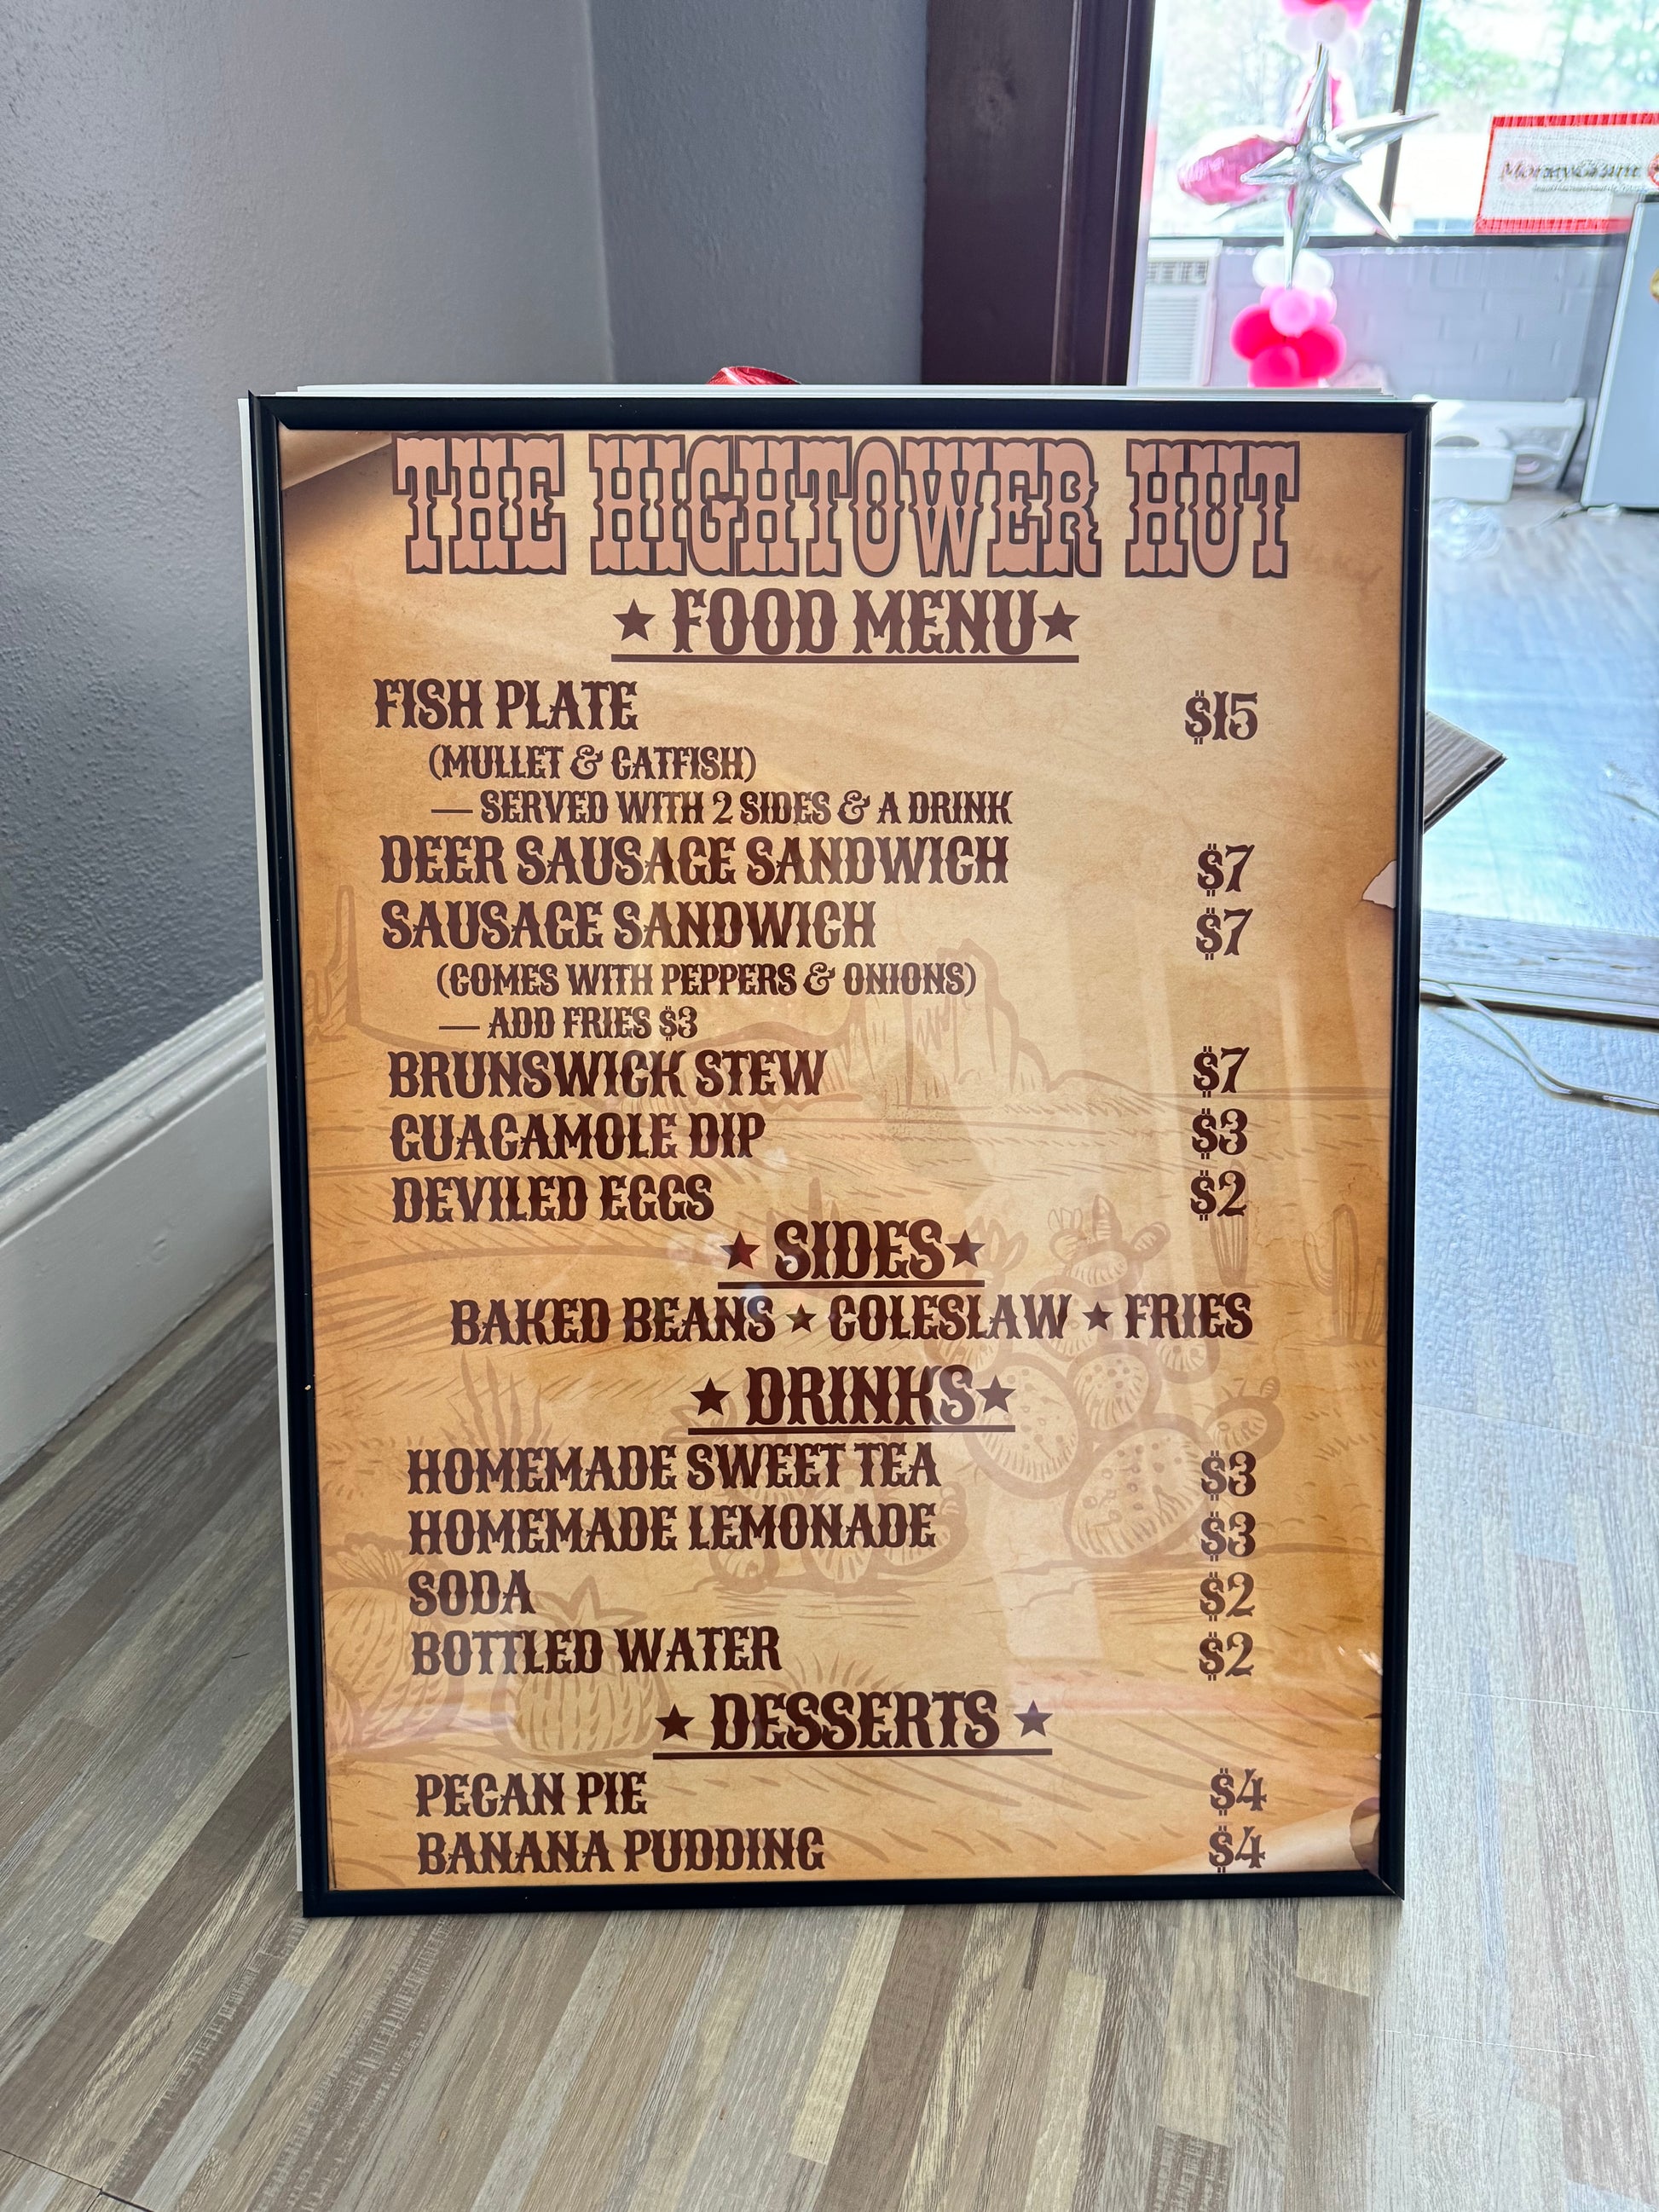 THE HIGHTOWER HUT
★ FOOD MENU ★
FISH PLATE $15
(MULLET & CATFISH)
— SERVED WITH 2 SIDES & A DRINK
DEER SAUSAGE SANDWICH $7
SAUSAGE SANDWICH $7
(COMES WITH PEPPERS & ONIONS)
— ADD FRIES $3
BRUNSWICK STEW $7
GUACAMOLE DIP $3
DEVILED EGGS $2
★ SIDES ★
BAKED BEANS ★ COLESLAW ★ FRIES
★ DRINKS ★
HOMEMADE SWEET TEA $3
HOMEMADE LEMONADE $3
SODA $2
BOTTLED WATER $2
★ DESSERTS ★
PECAN PIE $4
BANANA PUDDING $4